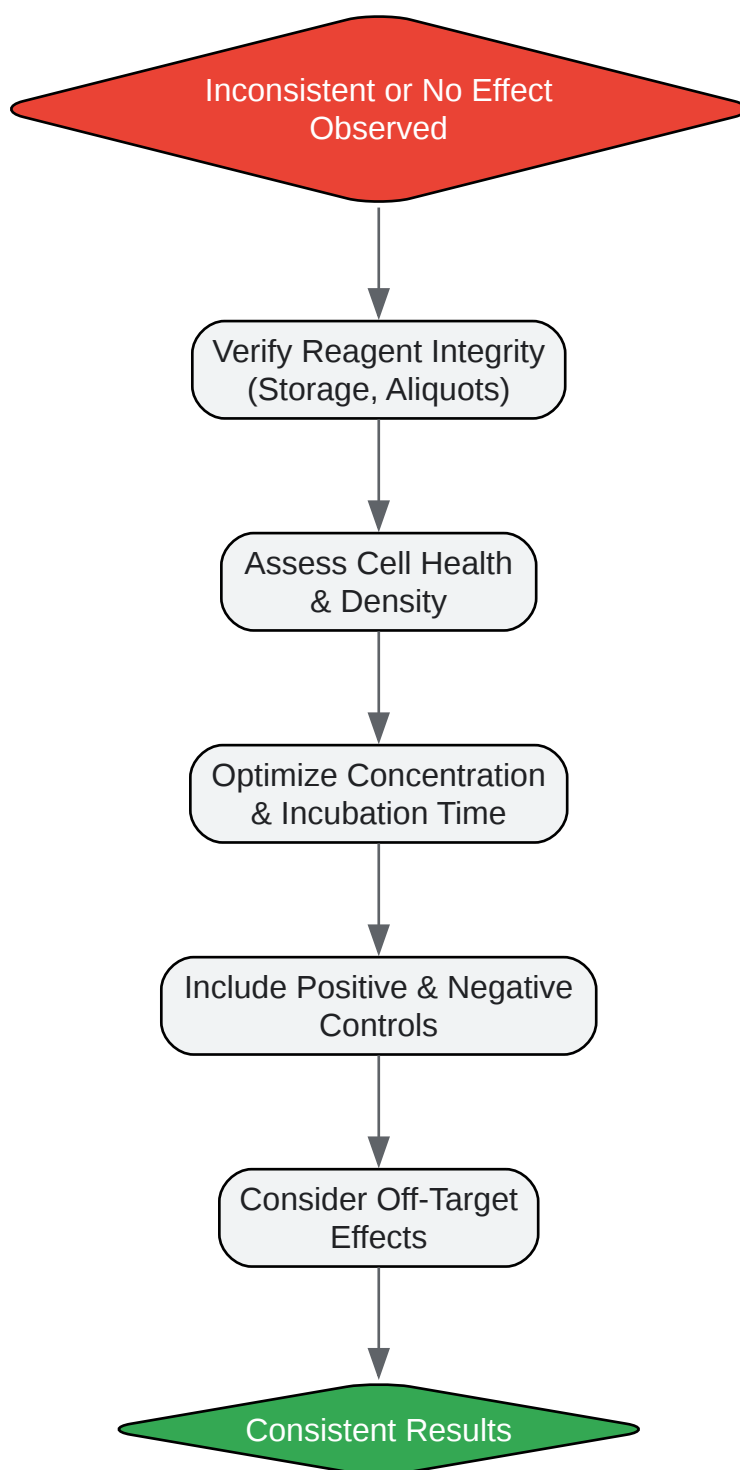 Inconsistent or No Effect
Observed
Verify Reagent Integrity
(Storage, Aliquots)
Assess Cell Health
& Density
Optimize Concentration
& Incubation Time
Include Positive & Negative
Controls
Consider Off-Target
Effects
Consistent Results